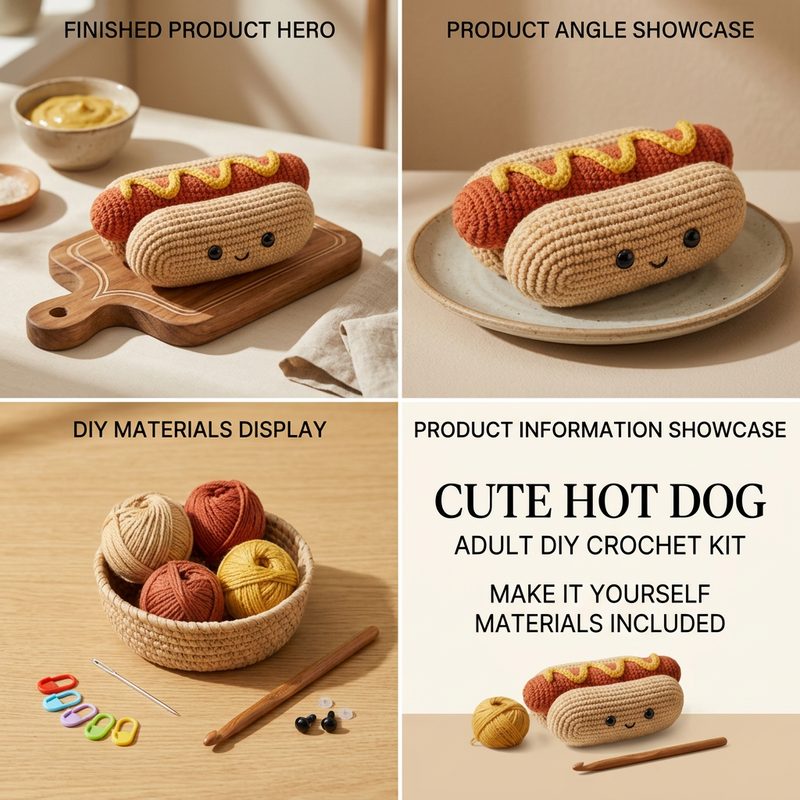 FINISHED PRODUCT HERO
PRODUCT ANGLE SHOWCASE
DIY MATERIALS DISPLAY
PRODUCT INFORMATION SHOWCASE
CUTE HOT DOG
ADULT DIY CROCHET KIT
MAKE IT YOURSELF
MATERIALS INCLUDED